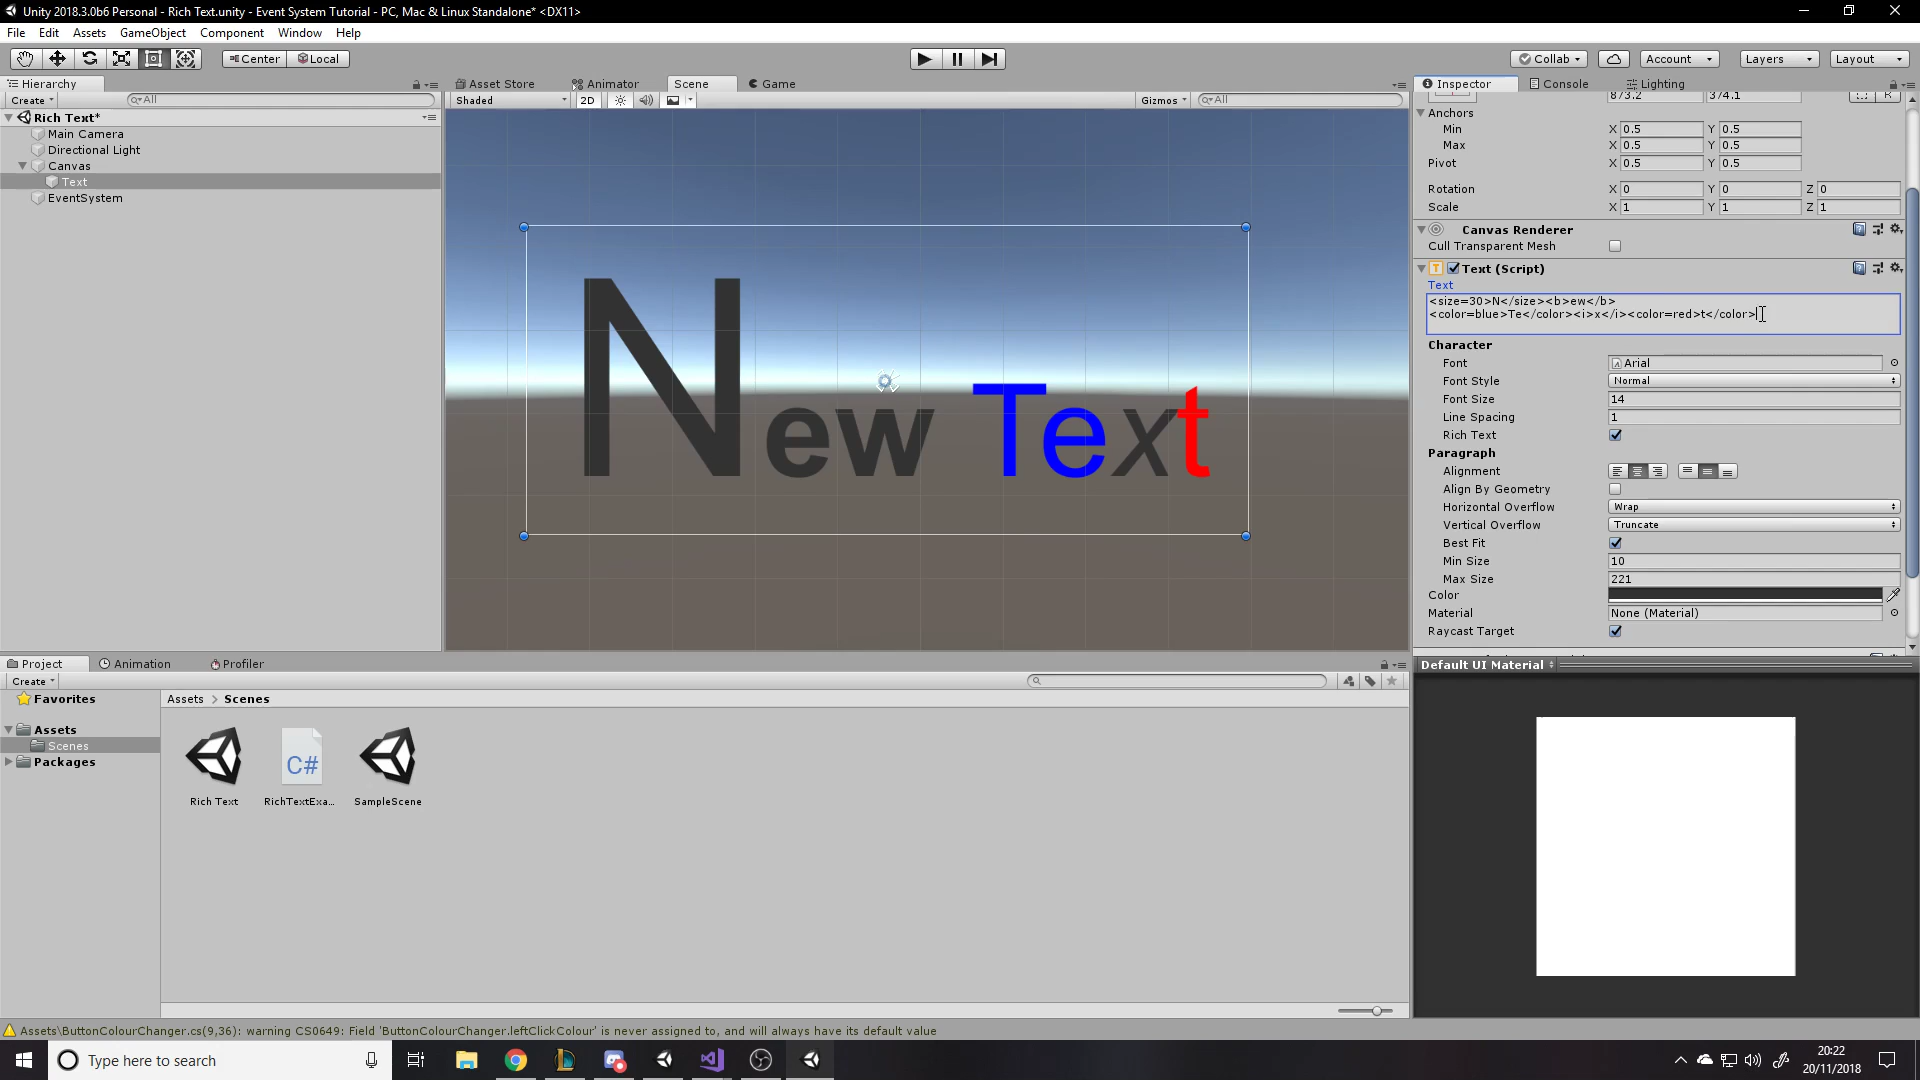 Unity 2018.3.0b6 Personal - Rich Text.unity - Event System Tutorial - PC, Mac & Linux Standalone* <DX11>
File Edit Assets GameObject Component Window Help
Center Local
Collab Account Layers Layout
Hierarchy
Create All
Rich Text*
Main Camera
Directional Light
Canvas
Text
EventSystem
Asset Store Animator Scene Game
Shaded 2D Gizmos All
New Text
Inspector Console Lighting
873.2 374.1 R
Anchors
Min X 0.5 Y 0.5
Max X 0.5 Y 0.5
Pivot X 0.5 Y 0.5
Rotation X 0 Y 0 Z 0
Scale X 1 Y 1 Z 1
Canvas Renderer
Cull Transparent Mesh
Text (Script)
Text
<size=30>N</size><b>ew</b>
<color=blue>Te</color><i>x</i><color=red>t</color>
Character
Font Arial
Font Style Normal
Font Size 14
Line Spacing 1
Rich Text
Paragraph
Alignment
Align By Geometry
Horizontal Overflow Wrap
Vertical Overflow Truncate
Best Fit
Min Size 10
Max Size 221
Color
Material None (Material)
Raycast Target
Default UI Material
Project Animation Profiler
Create
Favorites
Assets
Scenes
Packages
Assets > Scenes
C#
Rich Text RichTextExa... SampleScene
Assets\ButtonColourChanger.cs(9,36): warning CS0649: Field 'ButtonColourChanger.leftClickColour' is never assigned to, and will always have its default value
Type here to search
20:22
20/11/2018